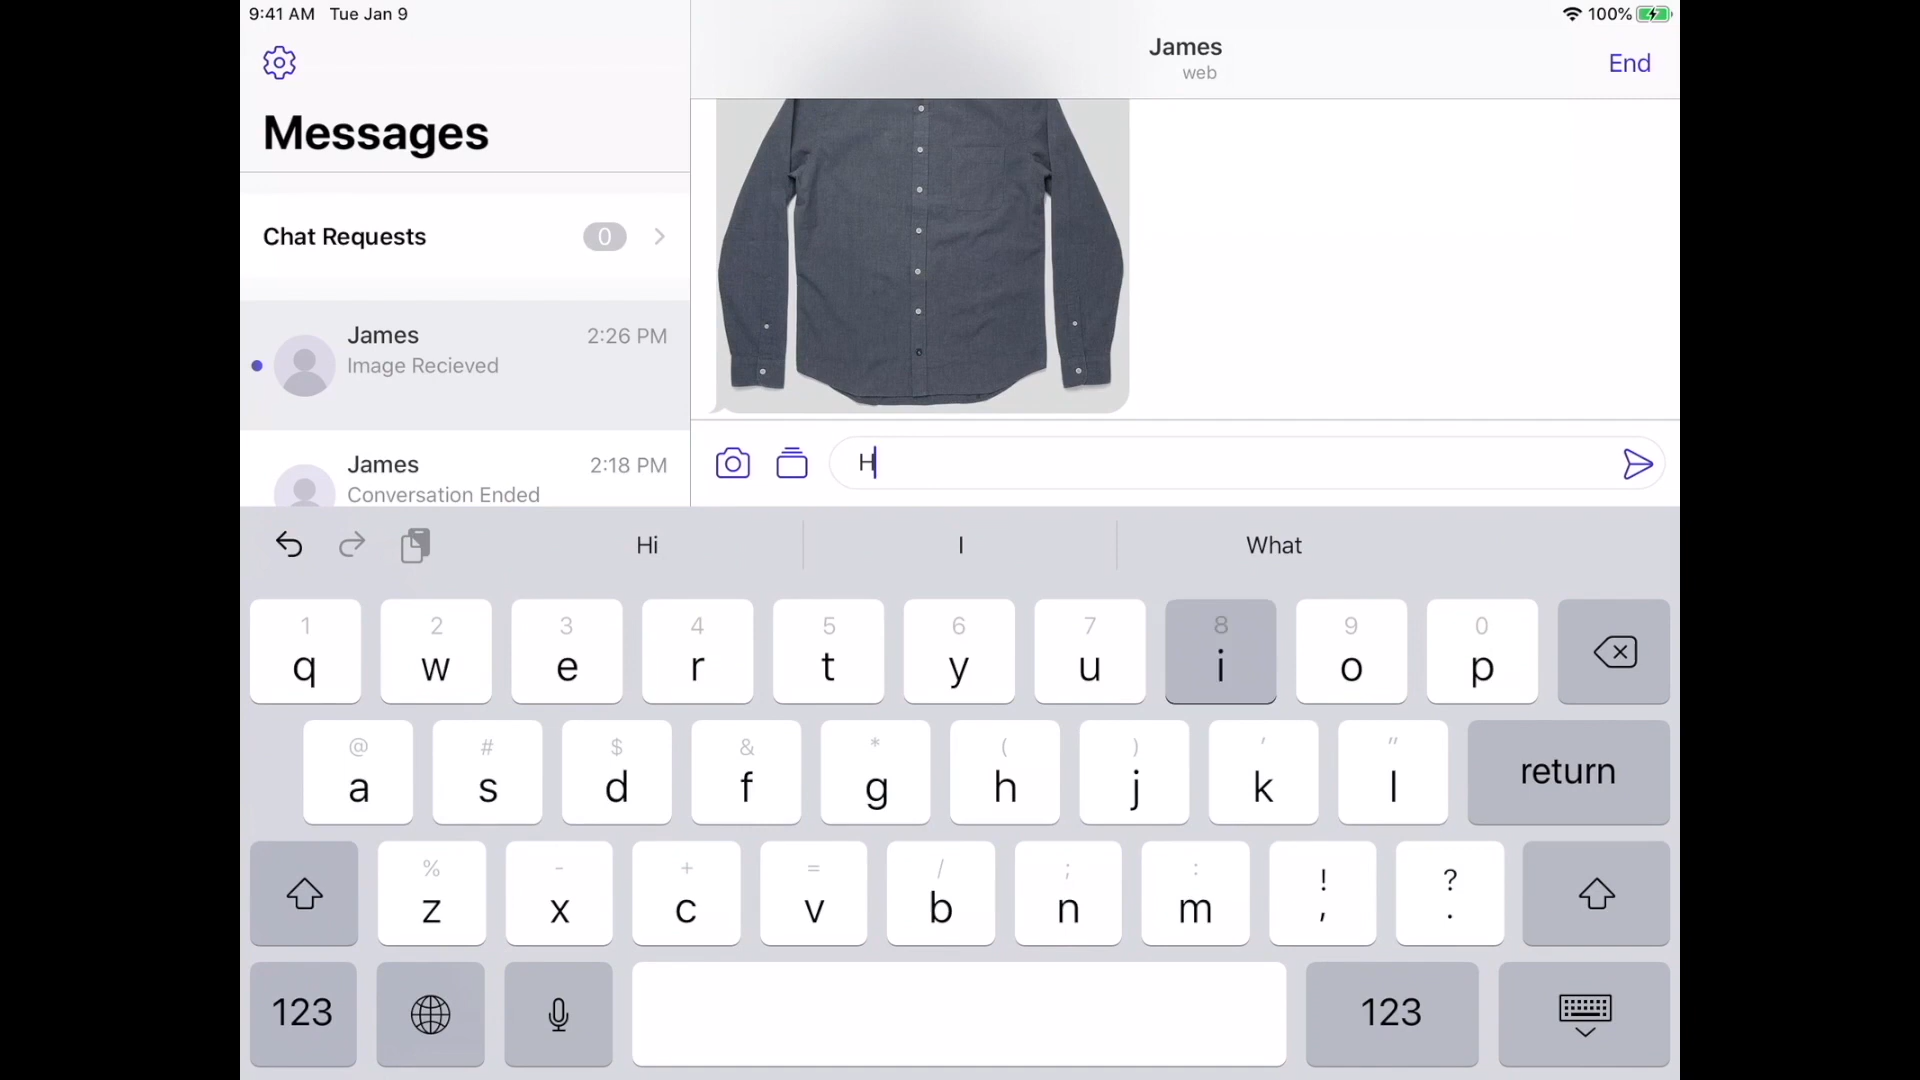 9:41 AM Tue Jan 9
100%
Messages
James
web
End
Chat Requests 0
James 2:26 PM
Image Recieved
James 2:18 PM
Conversation Ended
H
Hi I What
1 2 3 4 5 6 7 8 9 0
q w e r t y u i o p
@ # $ & * ( ) ' "
a s d f g h j k l return
% - + = / ; : ! ?
z x c v b n m , .
123 123